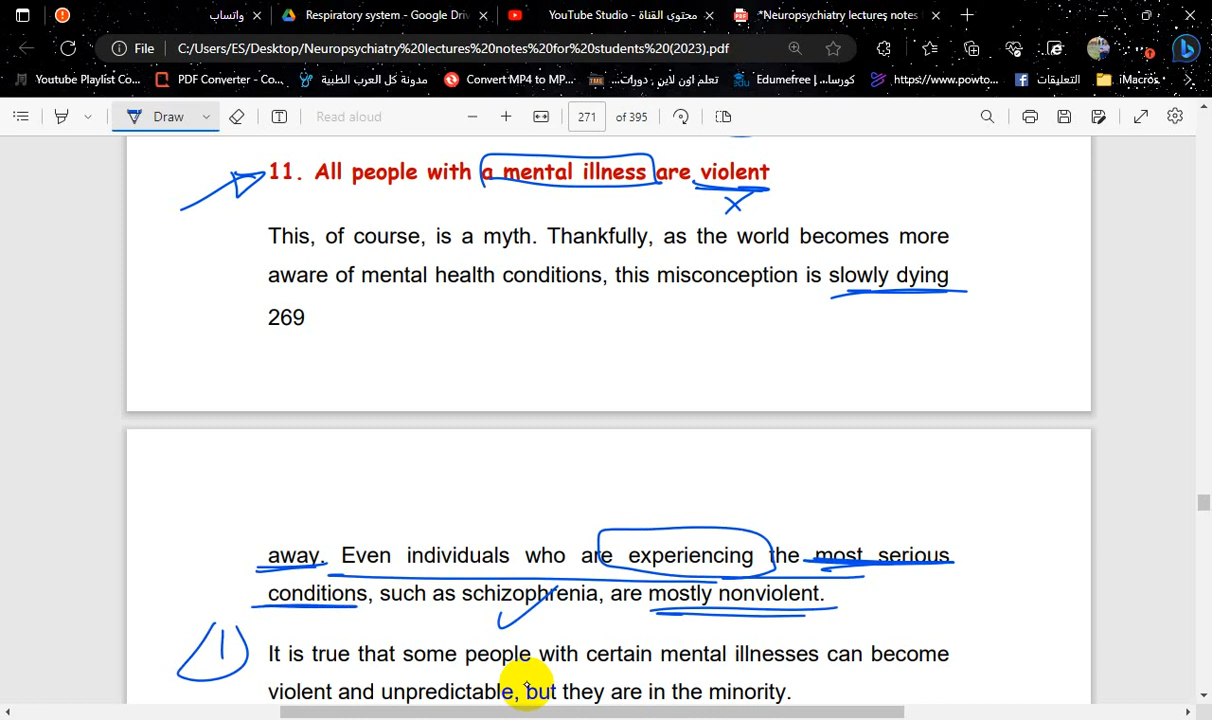 واتساب
Respiratory system - Google Driv
YouTube Studio - محتوى القناة
*Neuropsychiatry lectures notes
File
C:/Users/ES/Desktop/Neuropsychiatry%20lectures%20notes%20for%20students%20(2023).pdf
Youtube Playlist Co...
PDF Converter - Co...
مدونة كل العرب الطبية
Convert MP4 to MP...
تعلم اون لاين , دورات...
Edumefree | كورسا...
https://www.powto...
التعليقات
iMacros
Draw
Read aloud
271 of 395
11. All people with a mental illness are violent
This, of course, is a myth. Thankfully, as the world becomes more
aware of mental health conditions, this misconception is slowly dying
269
away. Even individuals who are experiencing the most serious
conditions, such as schizophrenia, are mostly nonviolent.
1
It is true that some people with certain mental illnesses can become
violent and unpredictable, but they are in the minority.